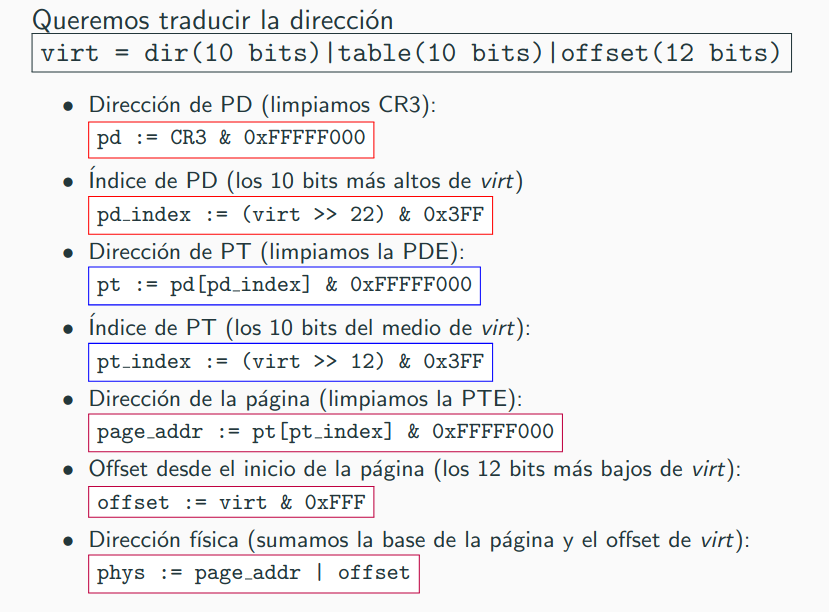 Queremos traducir la dirección
virt = dir(10 bits)|table(10 bits)|offset(12 bits)
• Dirección de PD (limpiamos CR3):
pd := CR3 & 0xFFFFF000
• Índice de PD (los 10 bits más altos de virt)
pd_index := (virt >> 22) & 0x3FF
• Dirección de PT (limpiamos la PDE):
pt := pd[pd_index] & 0xFFFFF000
• Índice de PT (los 10 bits del medio de virt):
pt_index := (virt >> 12) & 0x3FF
• Dirección de la página (limpiamos la PTE):
page_addr := pt[pt_index] & 0xFFFFF000
• Offset desde el inicio de la página (los 12 bits más bajos de virt):
offset := virt & 0xFFF
• Dirección física (sumamos la base de la página y el offset de virt):
phys := page_addr | offset